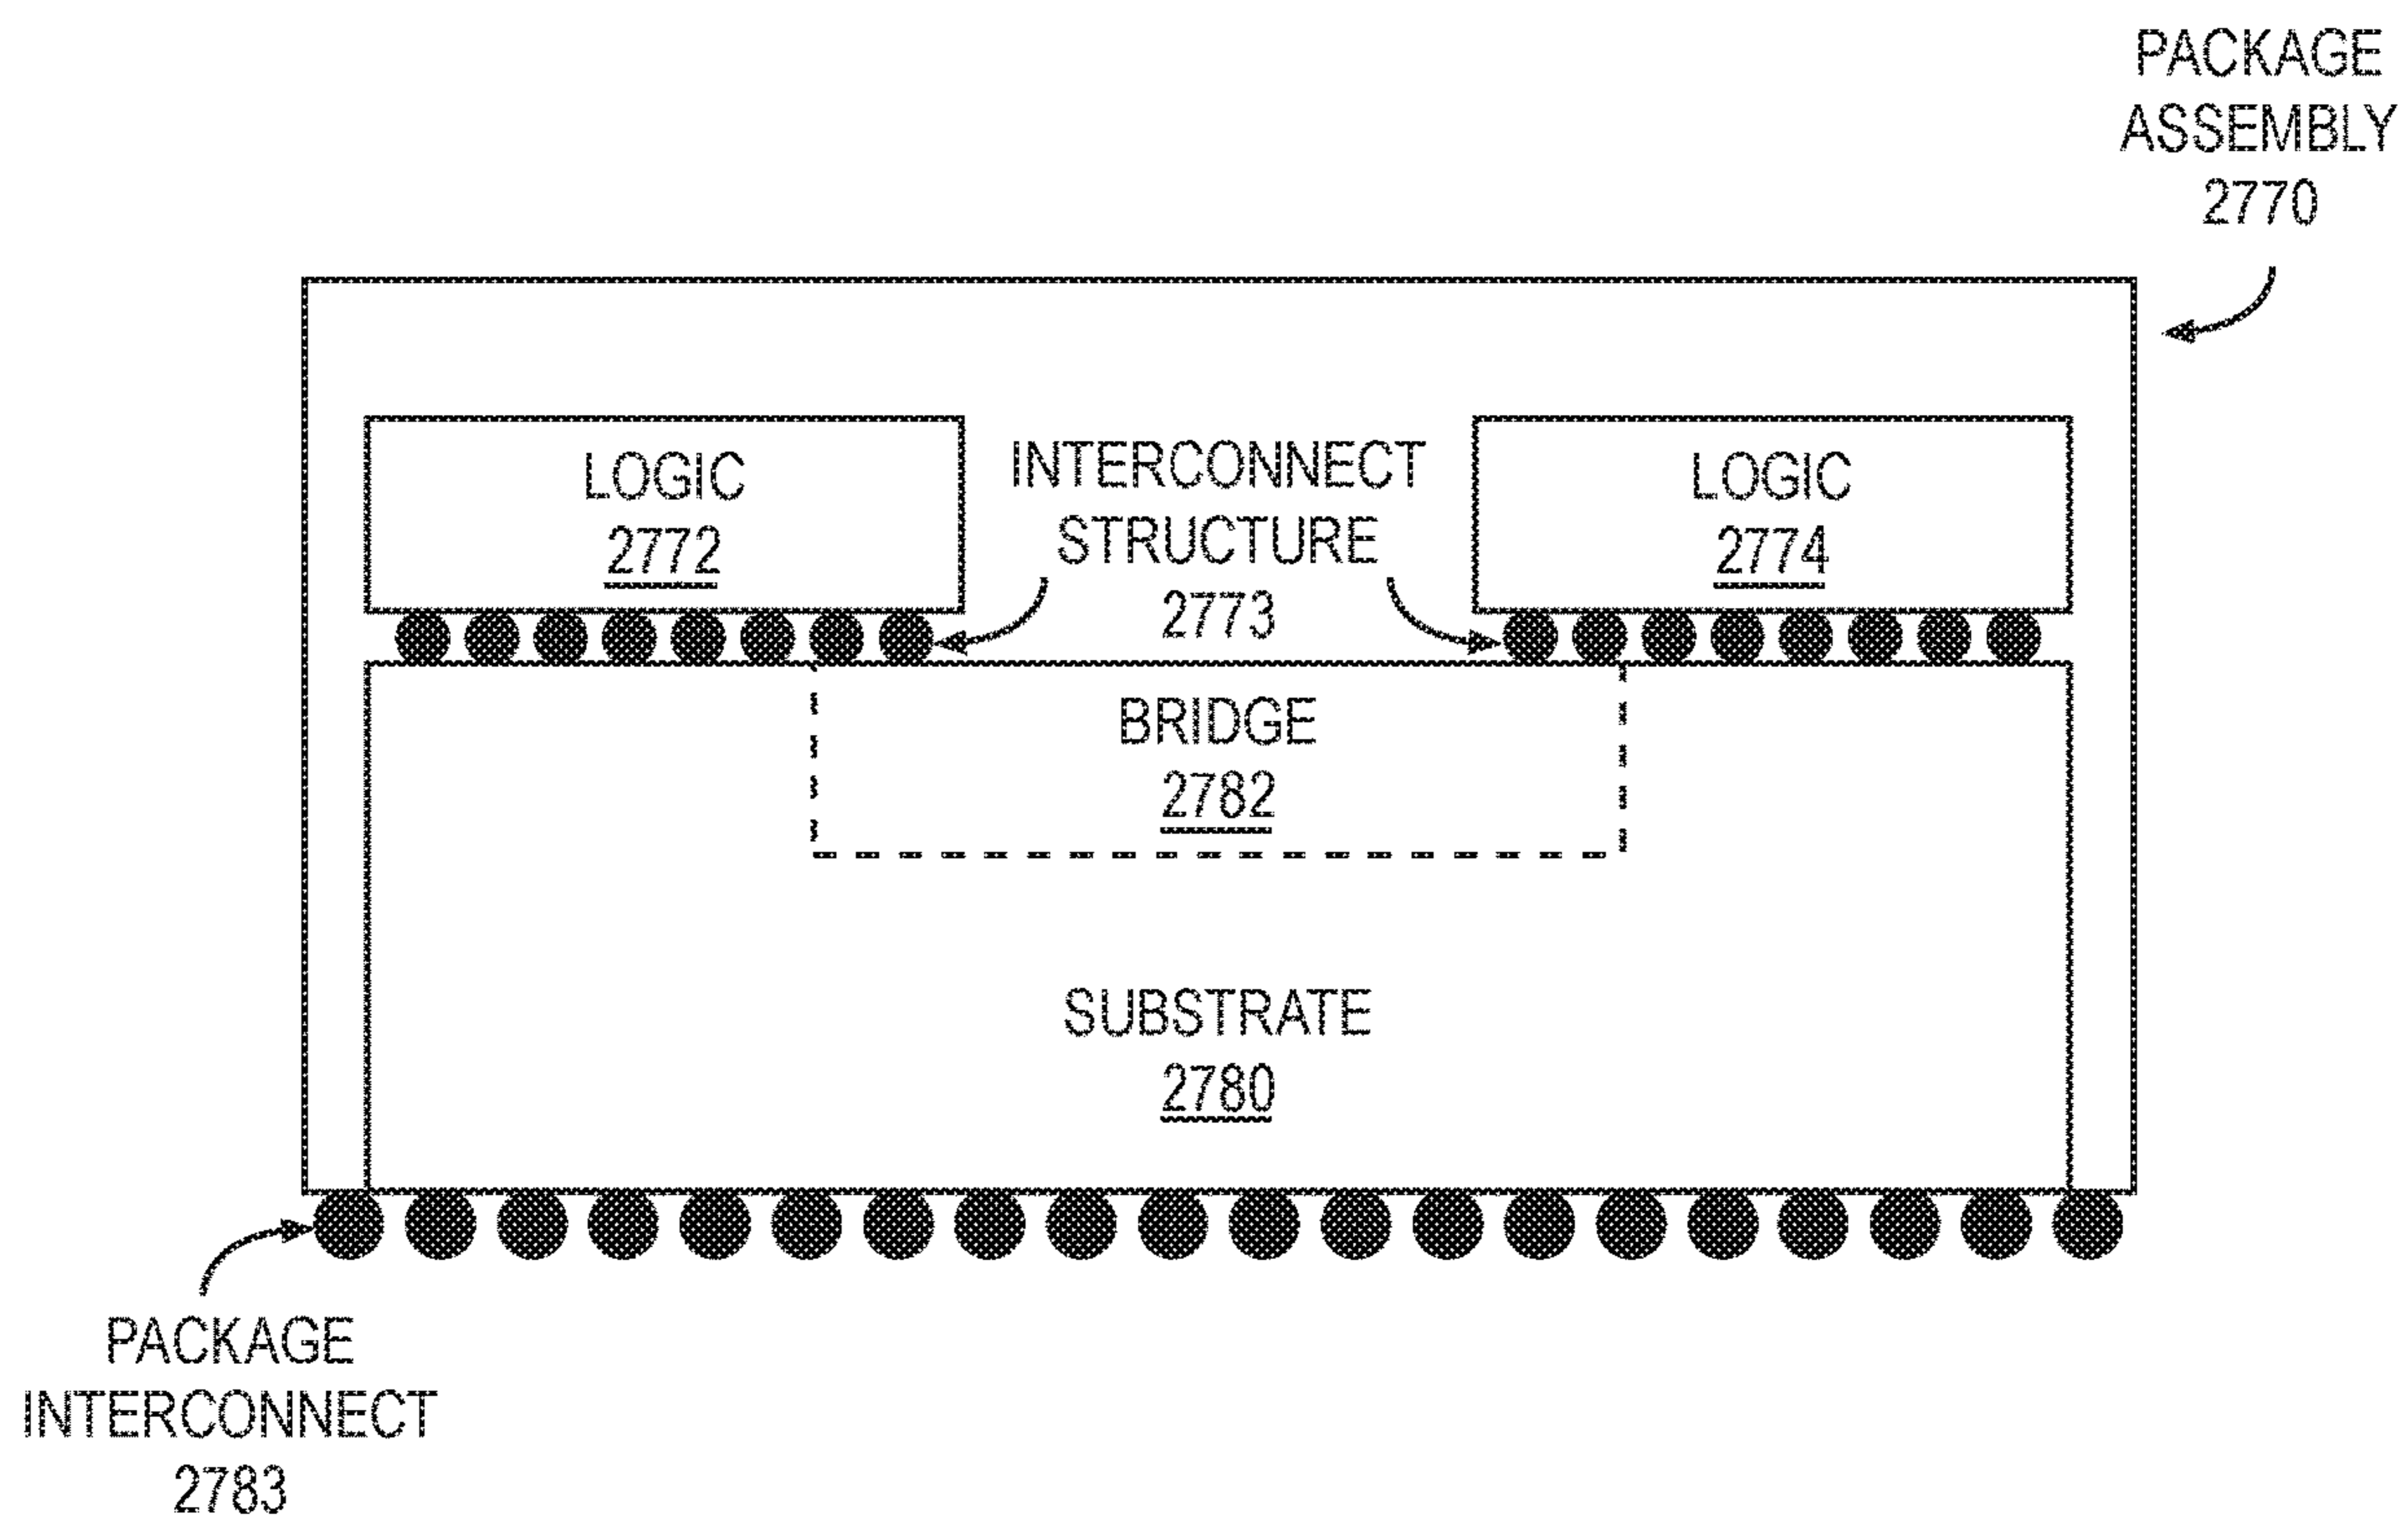 PACKAGE
ASSEMBLY
2770
LOGIC
2772
INTERCONNECT
STRUCTURE
2773
LOGIC
2774
BRIDGE
2782
SUBSTRATE
2780
PACKAGE
INTERCONNECT
2783